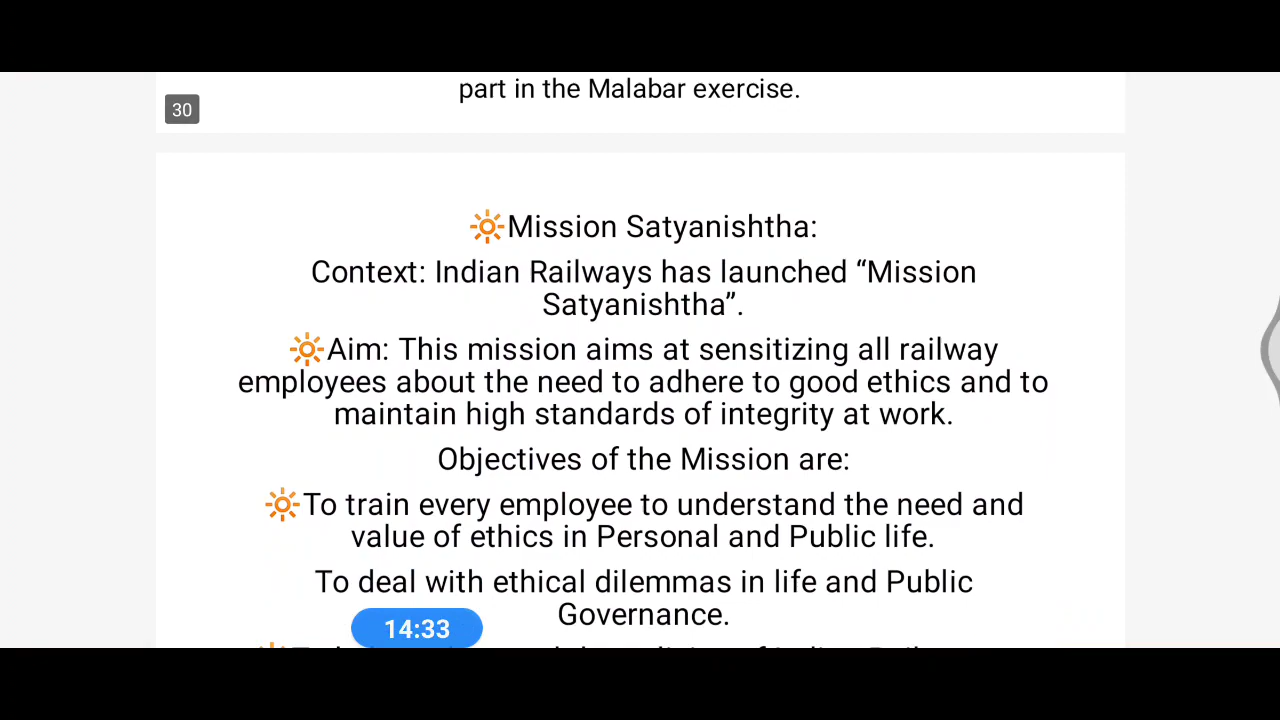 part in the Malabar exercise.
30
🔆Mission Satyanishtha:
Context: Indian Railways has launched “Mission
Satyanishtha”.
🔆Aim: This mission aims at sensitizing all railway
employees about the need to adhere to good ethics and to
maintain high standards of integrity at work.
Objectives of the Mission are:
🔆To train every employee to understand the need and
value of ethics in Personal and Public life.
To deal with ethical dilemmas in life and Public
Governance.
14:33